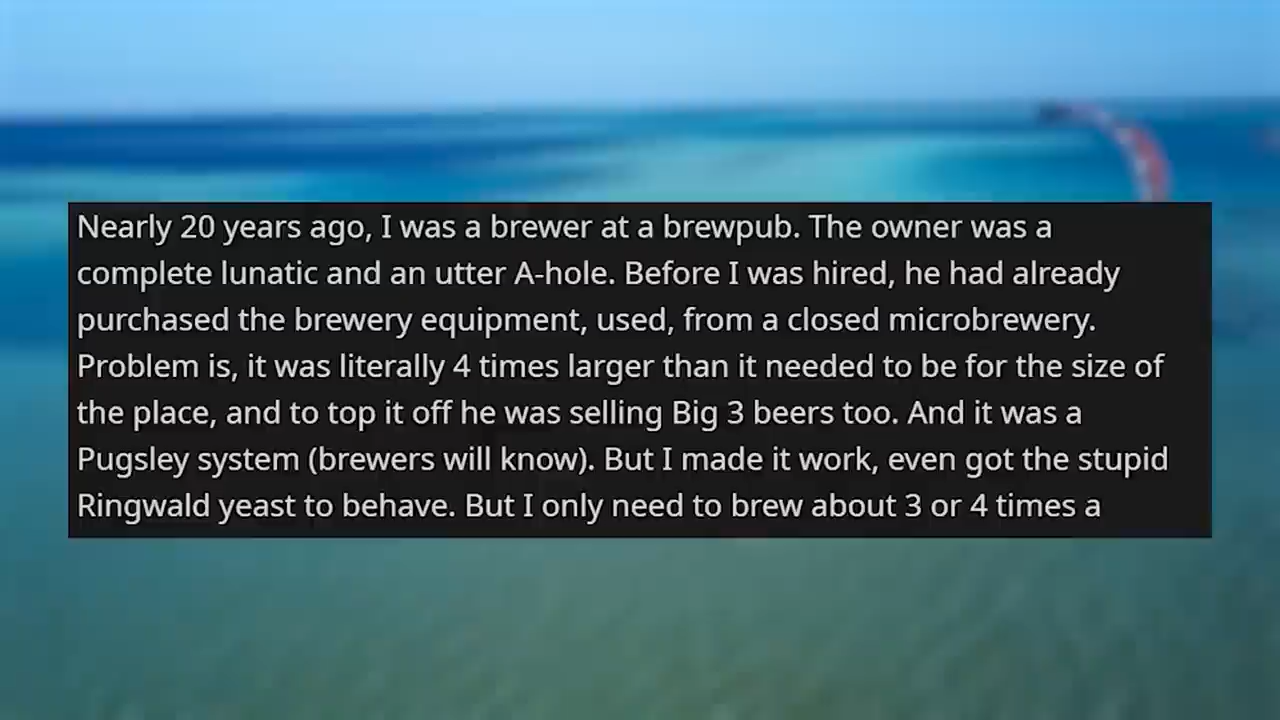 Nearly 20 years ago, I was a brewer at a brewpub. The owner was a
complete lunatic and an utter A-hole. Before I was hired, he had already
purchased the brewery equipment, used, from a closed microbrewery.
Problem is, it was literally 4 times larger than it needed to be for the size of
the place, and to top it off he was selling Big 3 beers too. And it was a
Pugsley system (brewers will know). But I made it work, even got the stupid
Ringwald yeast to behave. But I only need to brew about 3 or 4 times a